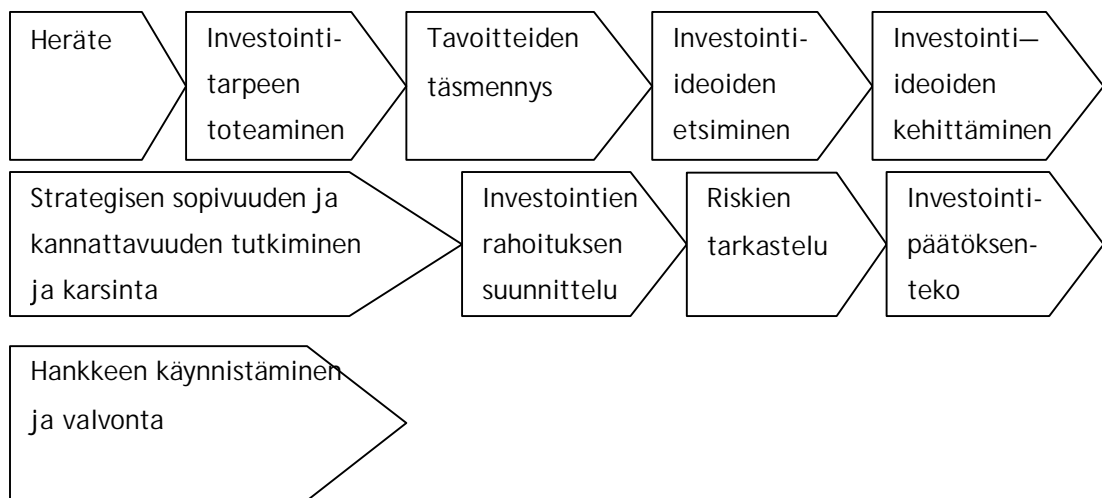 Heräte
Investointi-
tarpeen
toteaminen
Tavoitteiden
täsmennys
Investointi-
ideoiden
etsiminen
Investointi—
ideoiden
kehittäminen
Strategisen sopivuuden ja
kannattavuuden tutkiminen
ja karsinta
Investointien
rahoituksen
suunnittelu
Riskien
tarkastelu
Investointi-
päätöksen-
teko
Hankkeen käynnistäminen
ja valvonta